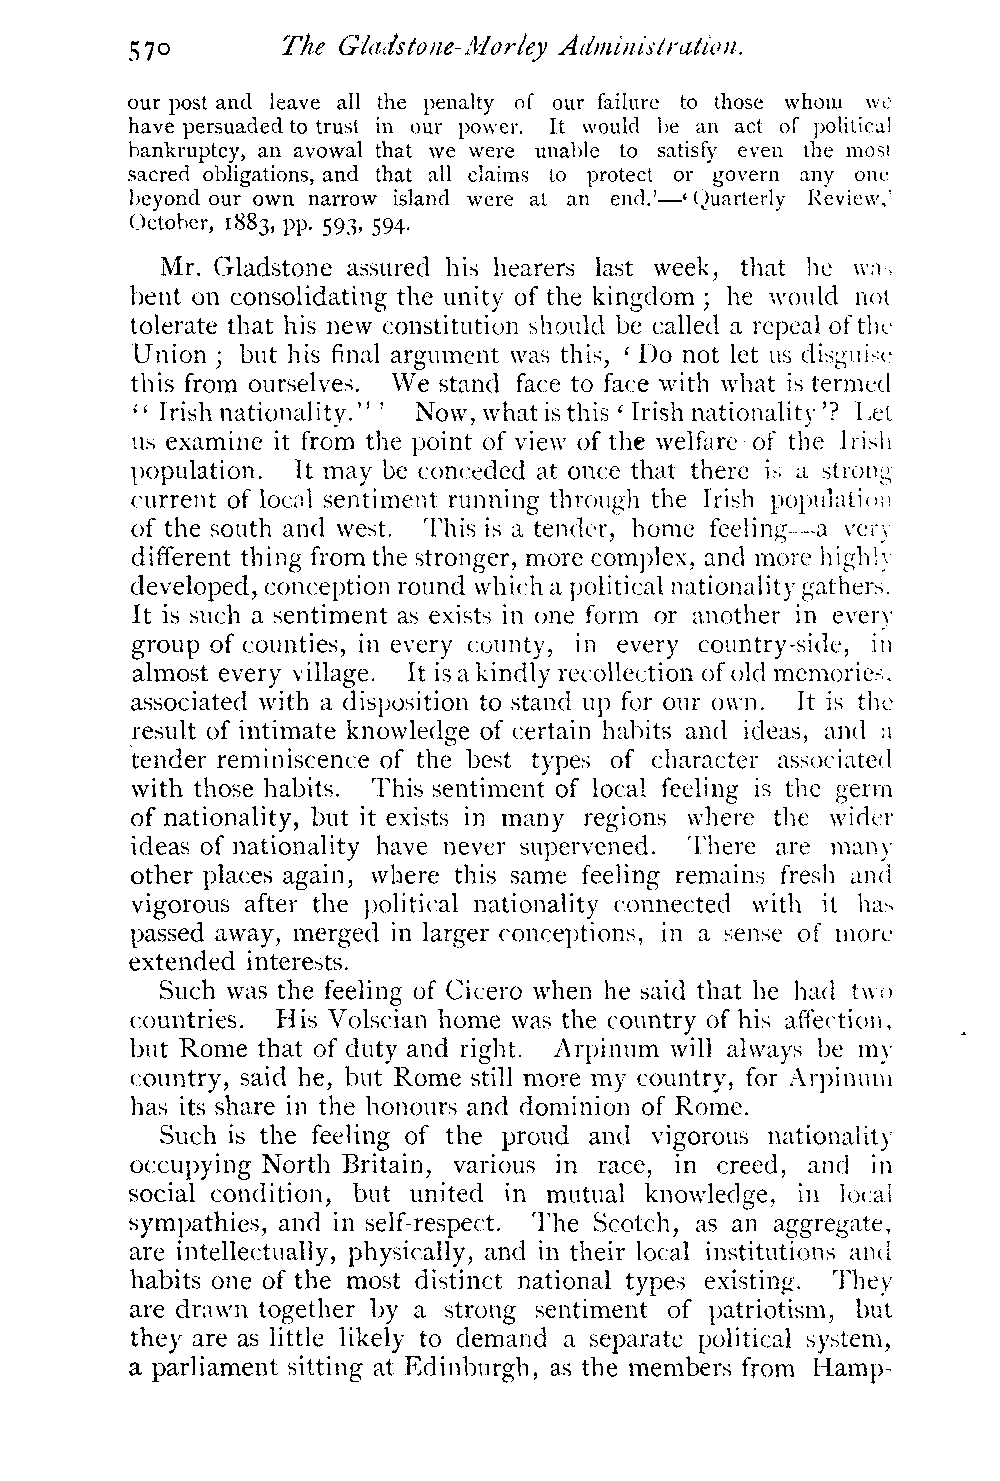 570 The Gladstone-Morley Administration.
our post and leave all the penalty of our failure to those whom we
have persuaded to trust in our power. It would be an act of political
bankruptcy, an avowal that we were unable to satisfy even the most
sacred obligations, and that all claims to protect or govern any one
beyond our own narrow island were at an end.'—'Quarterly Review,'
October, 1883, pp. 593, 594.
Mr. Gladstone assured his hearers last week, that he was
bent on consolidating the unity of the kingdom; he would not
tolerate that his new constitution should be called a repeal of the
Union; but his final argument was this, 'Do not let us disguise
this from ourselves. We stand face to face with what is termed
"Irish nationality."' Now, what is this 'Irish nationality'? Let
us examine it from the point of view of the welfare of the Irish
population. It may be conceded at once that there is a strong
current of local sentiment running through the Irish population
of the south and west. This is a tender, home feeling—a very
different thing from the stronger, more complex, and more highly
developed, conception round which a political nationality gathers.
It is such a sentiment as exists in one form or another in every
group of counties, in every county, in every country-side, in
almost every village. It is a kindly recollection of old memories,
associated with a disposition to stand up for our own. It is the
result of intimate knowledge of certain habits and ideas, and a
tender reminiscence of the best types of character associated
with those habits. This sentiment of local feeling is the germ
of nationality, but it exists in many regions where the wider
ideas of nationality have never supervened. There are many
other places again, where this same feeling remains fresh and
vigorous after the political nationality connected with it has
passed away, merged in larger conceptions, in a sense of more
extended interests.
Such was the feeling of Cicero when he said that he had two
countries. His Volscian home was the country of his affection,
but Rome that of duty and right. Arpinum will always be my
country, said he, but Rome still more my country, for Arpinum
has its share in the honours and dominion of Rome.
Such is the feeling of the proud and vigorous nationality
occupying North Britain, various in race, in creed, and in
social condition, but united in mutual knowledge, in local
sympathies, and in self-respect. The Scotch, as an aggregate,
are intellectually, physically, and in their local institutions and
habits one of the most distinct national types existing. They
are drawn together by a strong sentiment of patriotism, but
they are as little likely to demand a separate political system,
a parliament sitting at Edinburgh, as the members from Hamp-